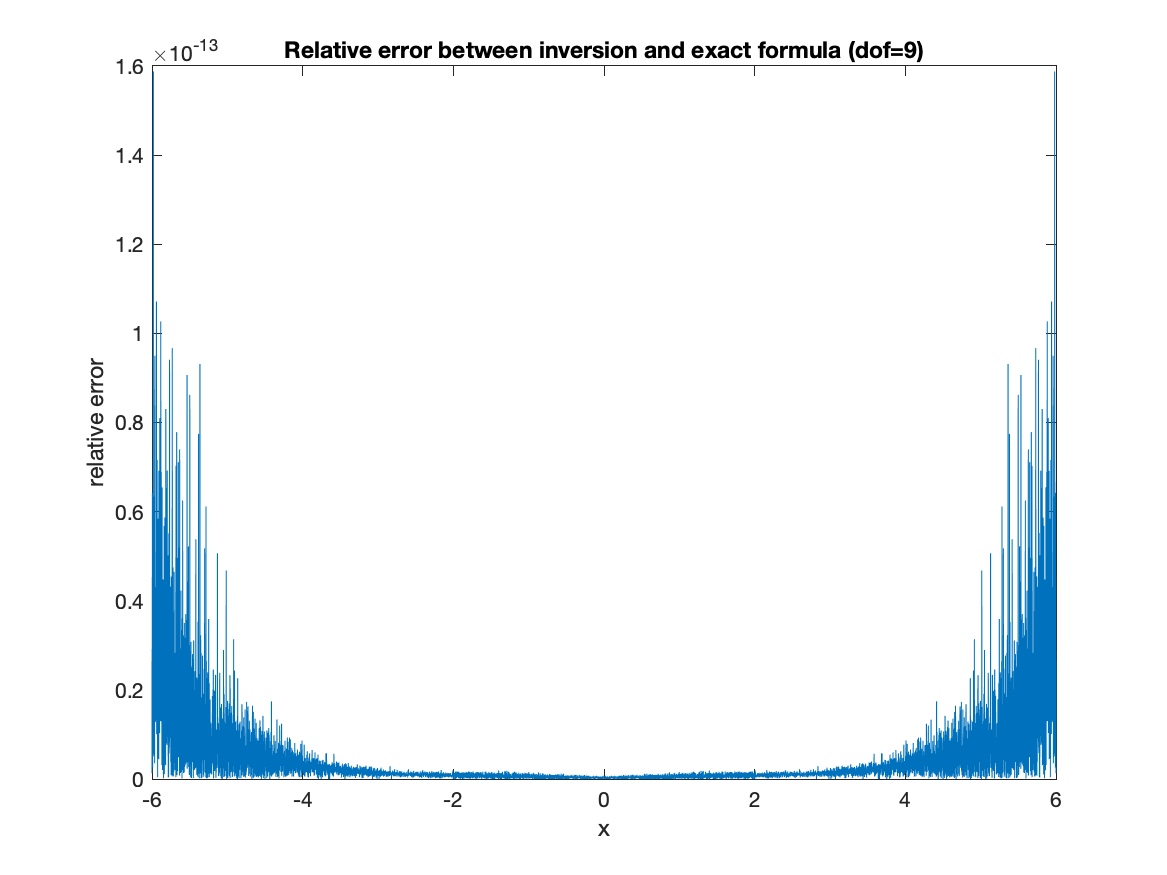 ×10-13
Relative error between inversion and exact formula (dof=9)
1.6
1.4
1.2
1
0.8
0.6
0.4
0.2
0
relative error
-6 -4 -2 0 2 4 6
x